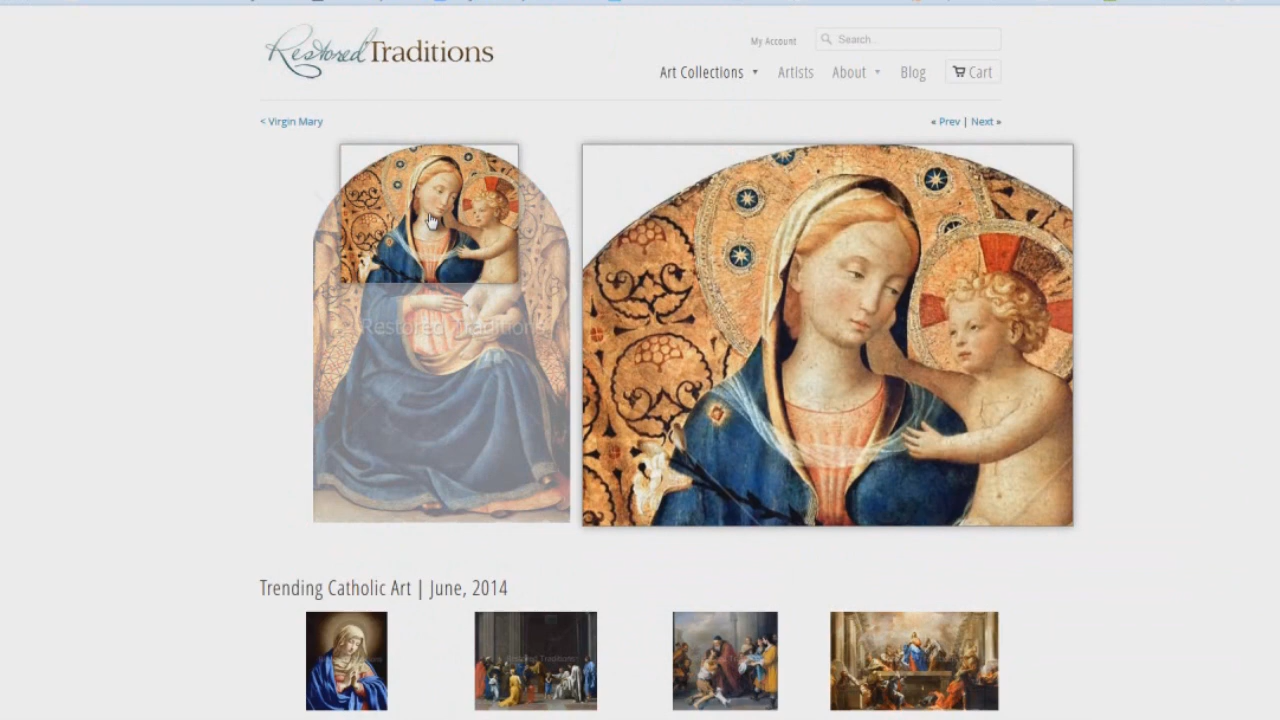 Restored Traditions
My Account
Search..
Art Collections ▼ Artists About ▼ Blog Cart
< Virgin Mary
« Prev | Next »
Restored Traditions
Trending Catholic Art | June, 2014